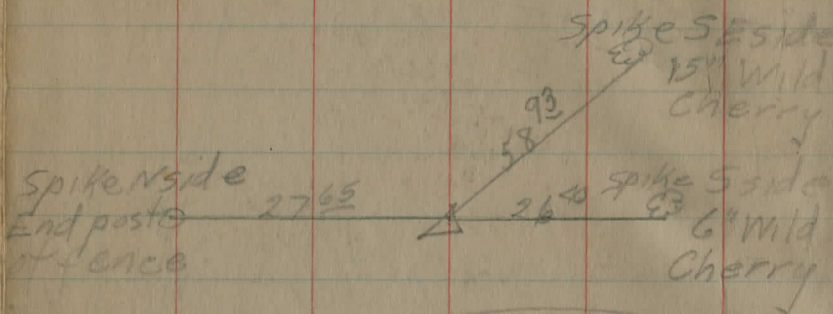 Spike S Eside
15" Wild
Cherry
58 93
Spike N side
End post
of fence
27 65
26 40
Spike S side
6" Wild
Cherry